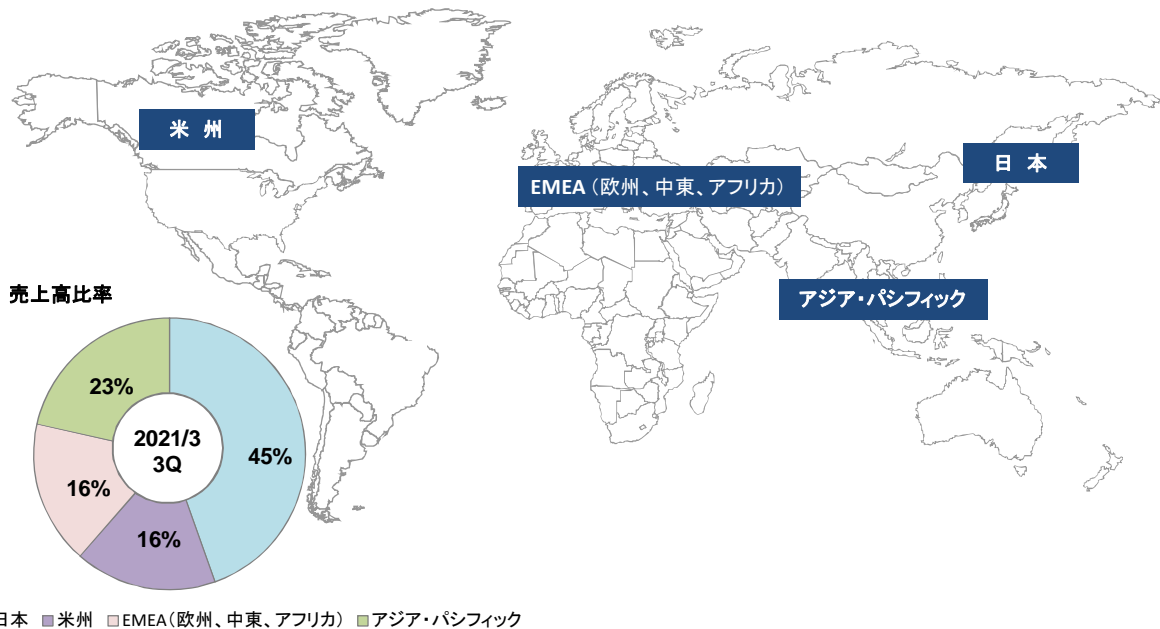 米 州
日 本
EMEA（欧州、中東、アフリカ）
アジア・パシフィック
売上高比率
23%
2021/3
3Q
45%
16%
16%
日本 米州 EMEA（欧州、中東、アフリカ） アジア・パシフィック